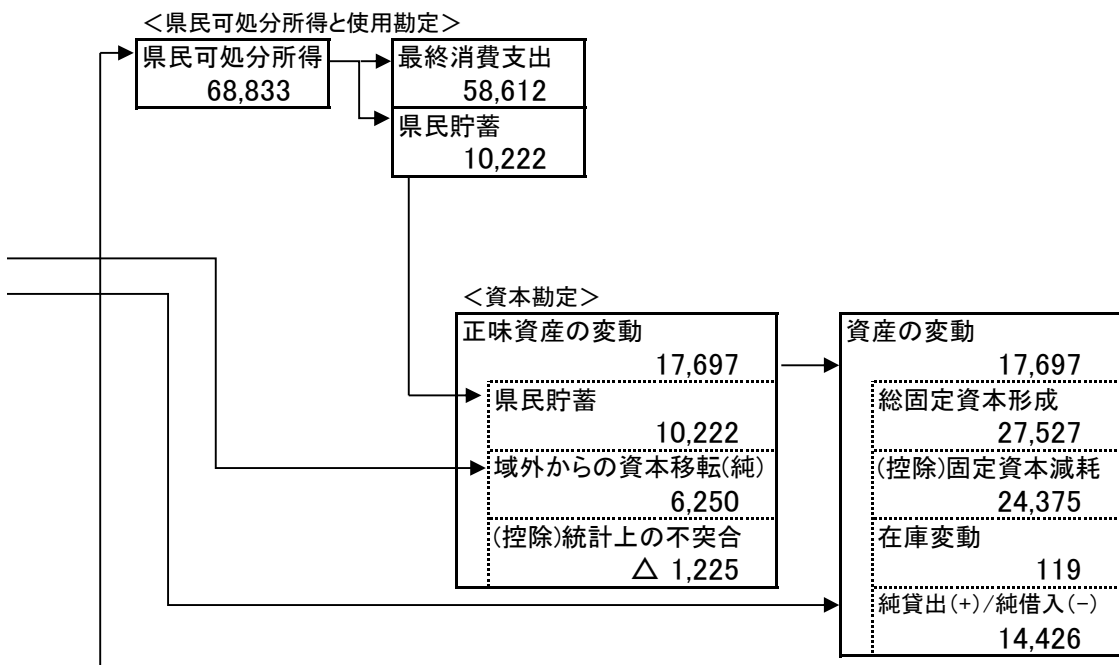 ＜県民可処分所得と使用勘定＞
県民可処分所得
68,833
最終消費支出
58,612
県民貯蓄
10,222
＜資本勘定＞
正味資産の変動
17,697
県民貯蓄
10,222
域外からの資本移転(純)
6,250
(控除)統計上の不突合
△ 1,225
資産の変動
17,697
総固定資本形成
27,527
(控除)固定資本減耗
24,375
在庫変動
119
純貸出(+)/純借入(-)
14,426